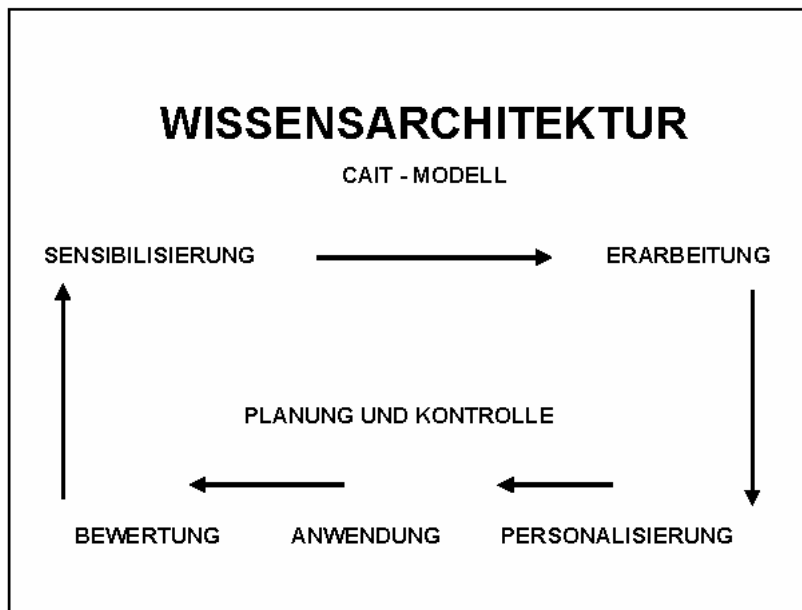 WISSENSARCHITEKTUR
CAIT - MODELL
SENSIBILISIERUNG ERARBEITUNG
PLANUNG UND KONTROLLE
BEWERTUNG ANWENDUNG PERSONALISIERUNG